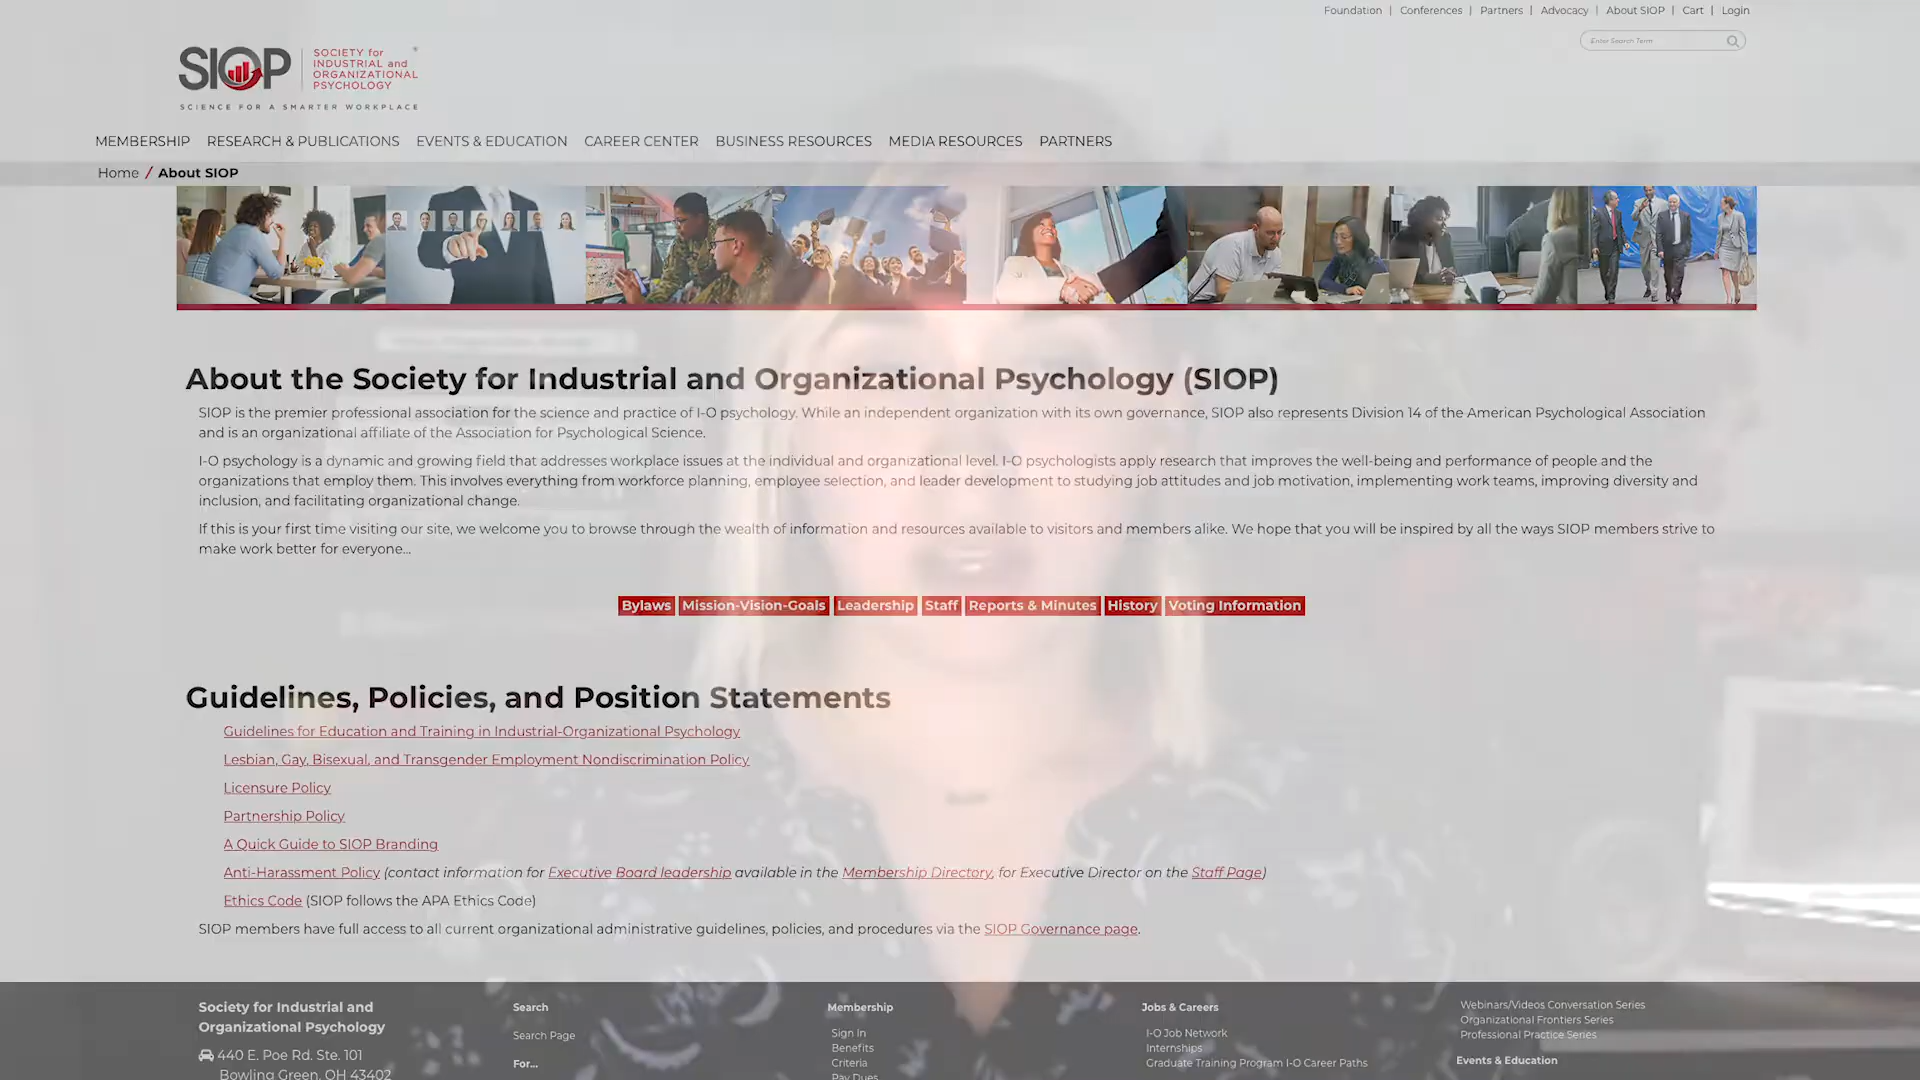 Foundation | Conferences | Partners | Advocacy | About SIOP | Cart | Login
Enter Search Term
SIOP
SOCIETY for
INDUSTRIAL and
ORGANIZATIONAL
PSYCHOLOGY
®
SCIENCE FOR A SMARTER WORKPLACE
MEMBERSHIP RESEARCH & PUBLICATIONS EVENTS & EDUCATION CAREER CENTER BUSINESS RESOURCES MEDIA RESOURCES PARTNERS
Home / About SIOP
About the Society for Industrial and Organizational Psychology (SIOP)
SIOP is the premier professional association for the science and practice of I-O psychology. While an independent organization with its own governance, SIOP also represents Division 14 of the American Psychological Association
and is an organizational affiliate of the Association for Psychological Science.
I-O psychology is a dynamic and growing field that addresses workplace issues at the individual and organizational level. I-O psychologists apply research that improves the well-being and performance of people and the
organizations that employ them. This involves everything from workforce planning, employee selection, and leader development to studying job attitudes and job motivation, implementing work teams, improving diversity and
inclusion, and facilitating organizational change.
If this is your first time visiting our site, we welcome you to browse through the wealth of information and resources available to visitors and members alike. We hope that you will be inspired by all the ways SIOP members strive to
make work better for everyone...
Bylaws Mission-Vision-Goals Leadership Staff Reports & Minutes History Voting Information
Guidelines, Policies, and Position Statements
Guidelines for Education and Training in Industrial-Organizational Psychology
Lesbian, Gay, Bisexual, and Transgender Employment Nondiscrimination Policy
Licensure Policy
Partnership Policy
A Quick Guide to SIOP Branding
Anti-Harassment Policy (contact information for Executive Board leadership available in the Membership Directory, for Executive Director on the Staff Page)
Ethics Code (SIOP follows the APA Ethics Code)
SIOP members have full access to all current organizational administrative guidelines, policies, and procedures via the SIOP Governance page.
Society for Industrial and
Organizational Psychology
440 E. Poe Rd. Ste. 101
Bowling Green, OH 43402
Search
Search Page
For...
Membership
Sign In
Benefits
Criteria
Pay Dues
Jobs & Careers
I-O Job Network
Internships
Graduate Training Program I-O Career Paths
Webinars/Videos Conversation Series
Organizational Frontiers Series
Professional Practice Series
Events & Education